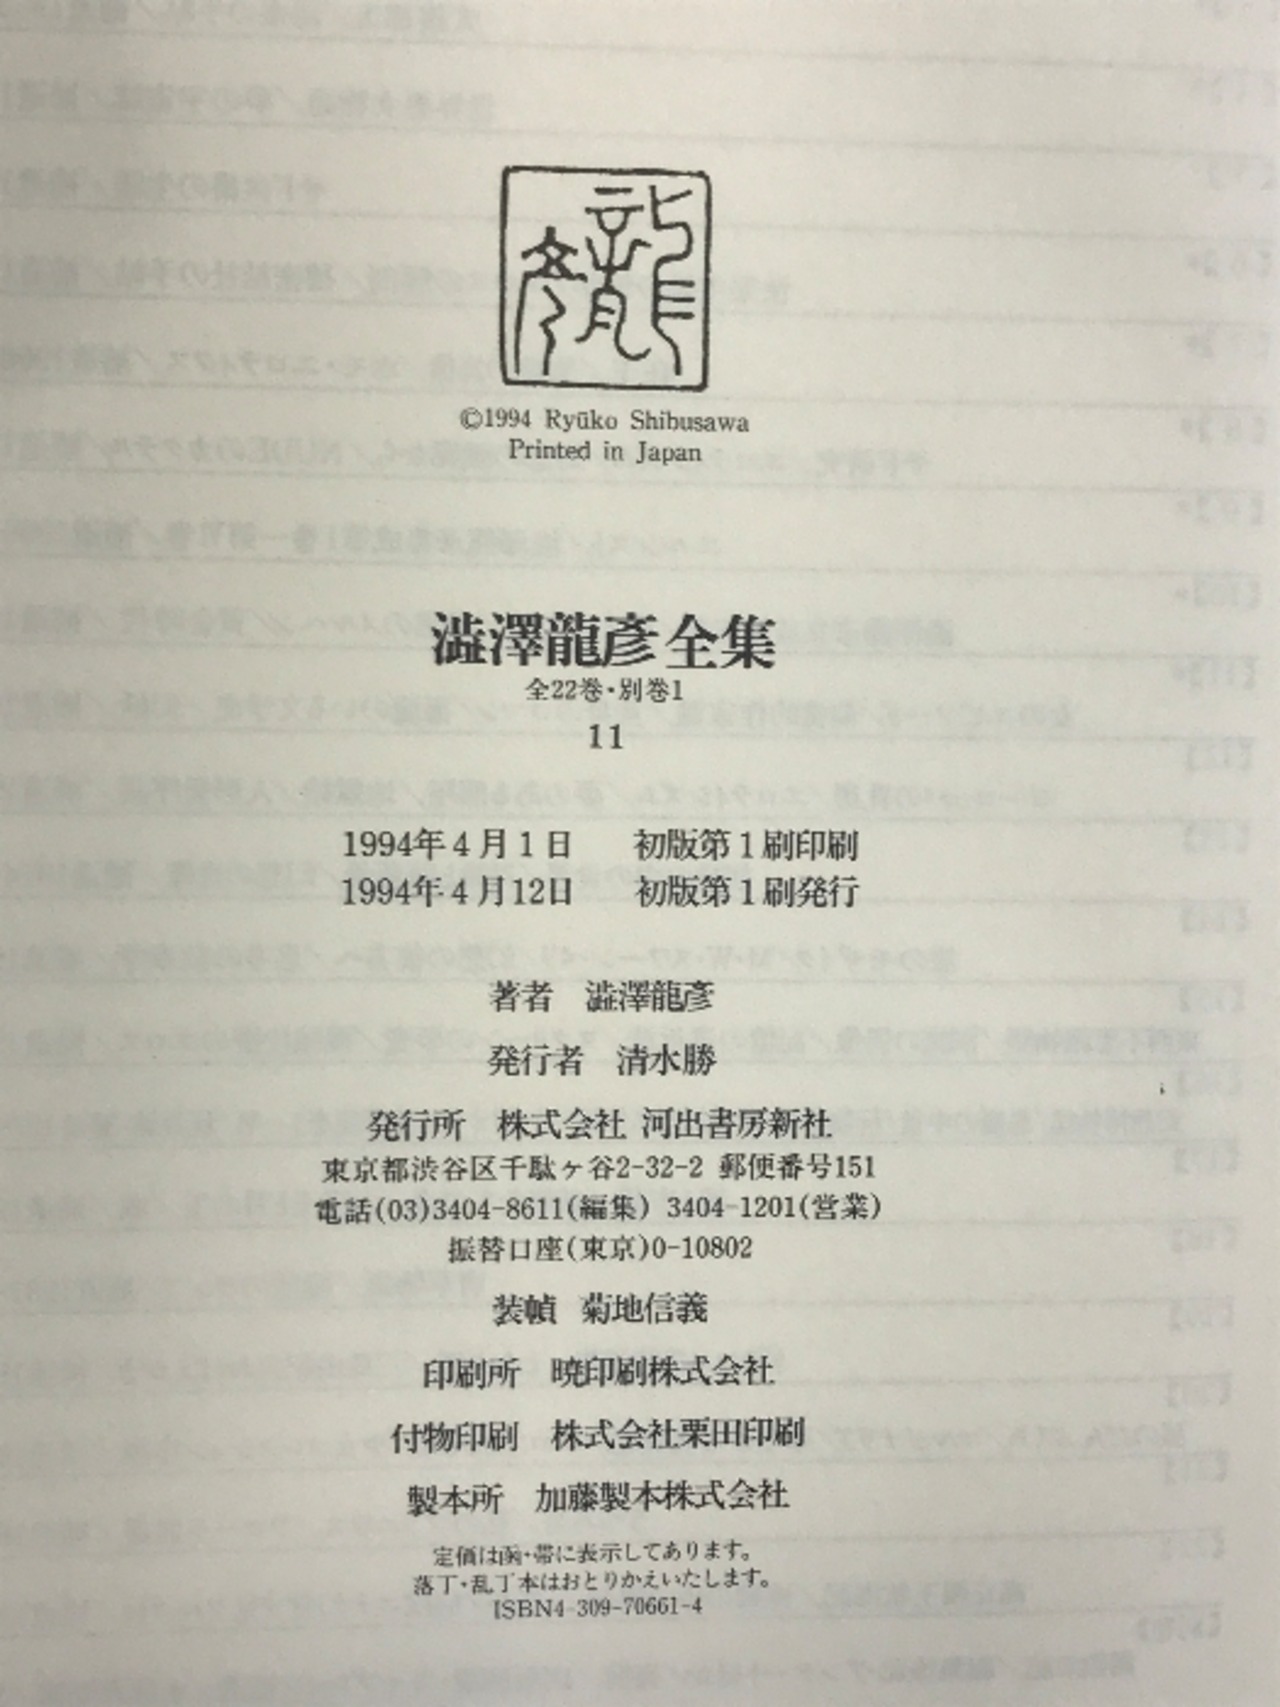 龍彦
©1994 Ryūko Shibusawa
Printed in Japan
澁澤龍彥全集
全22巻・別巻1
11
1994年4月1日 初版第1刷印刷
1994年4月12日 初版第1刷発行
著者 澁澤龍彥
発行者 清水勝
発行所 株式会社 河出書房新社
東京都渋谷区千駄ヶ谷2-32-2 郵便番号151
電話(03)3404-8611(編集) 3404-1201(営業)
振替口座(東京)0-10802
装幀 菊地信義
印刷所 暁印刷株式会社
付物印刷 株式会社栗田印刷
製本所 加藤製本株式会社
定価は函・帯に表示してあります。
落丁・乱丁本はおとりかえいたします。
ISBN4-309-70661-4